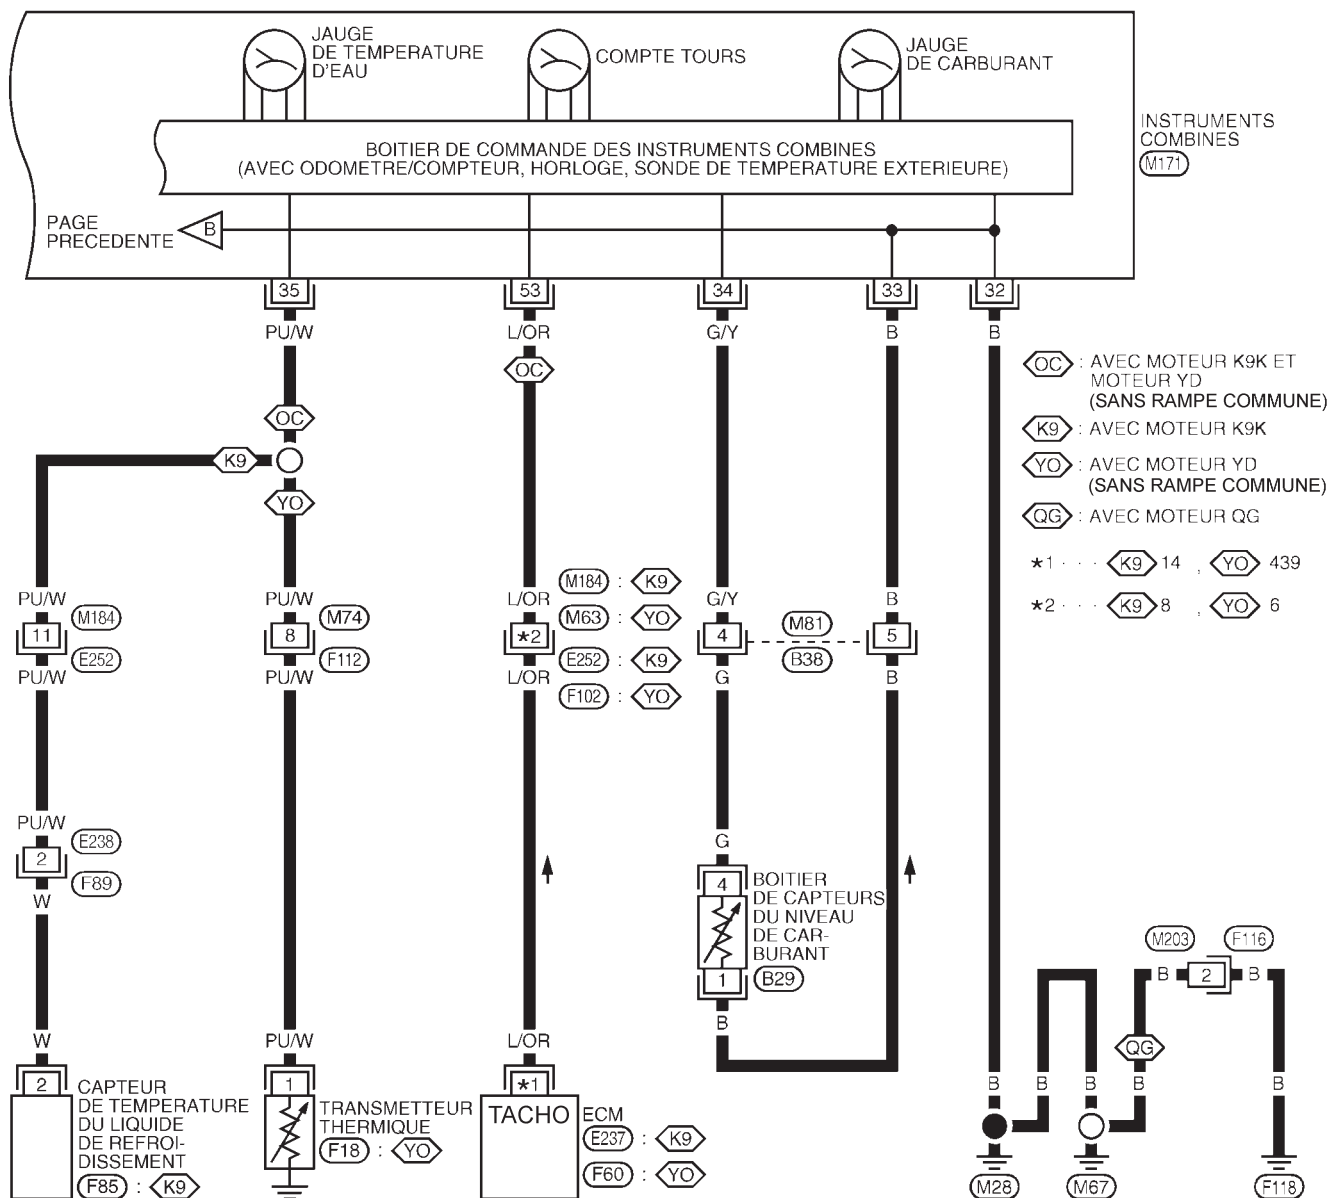 JAUGE
DE TEMPERATURE
D'EAU
COMPTE TOURS
JAUGE
DE CARBURANT
BOITIER DE COMMANDE DES INSTRUMENTS COMBINES
(AVEC ODOMETRE/COMPTEUR, HORLOGE, SONDE DE TEMPERATURE EXTERIEURE)
INSTRUMENTS
COMBINES
M171
PAGE
PRECEDENTE
B
35
53
34
33
32
PU/W
L/OR
G/Y
B
B
OC
OC
K9
YO
OC : AVEC MOTEUR K9K ET
MOTEUR YD
(SANS RAMPE COMMUNE)
K9 : AVEC MOTEUR K9K
YO : AVEC MOTEUR YD
(SANS RAMPE COMMUNE)
QG : AVEC MOTEUR QG
*1 · · · K9 14 , YO 439
*2 · · · K9 8 , YO 6
PU/W
M184
11
E252
PU/W
PU/W
M74
8
F112
PU/W
L/OR
*2
L/OR
M184 : K9
M63 : YO
E252 : K9
F102 : YO
G/Y
4
G
M81
B38
B
5
B
PU/W
E238
2
F89
W
G
4
BOITIER
DE CAPTEURS
DU NIVEAU
DE CAR-
BURANT
1
B29
B
M203
F116
B
2
B
QG
W
PU/W
L/OR
B
B
B
B
B
2
CAPTEUR
DE TEMPERATURE
DU LIQUIDE
DE REFROI-
DISSEMENT
F85 : K9
1
TRANSMETTEUR
THERMIQUE
F18 : YO
*1
TACHO
ECM
E237 : K9
F60 : YO
M28
M67
F118